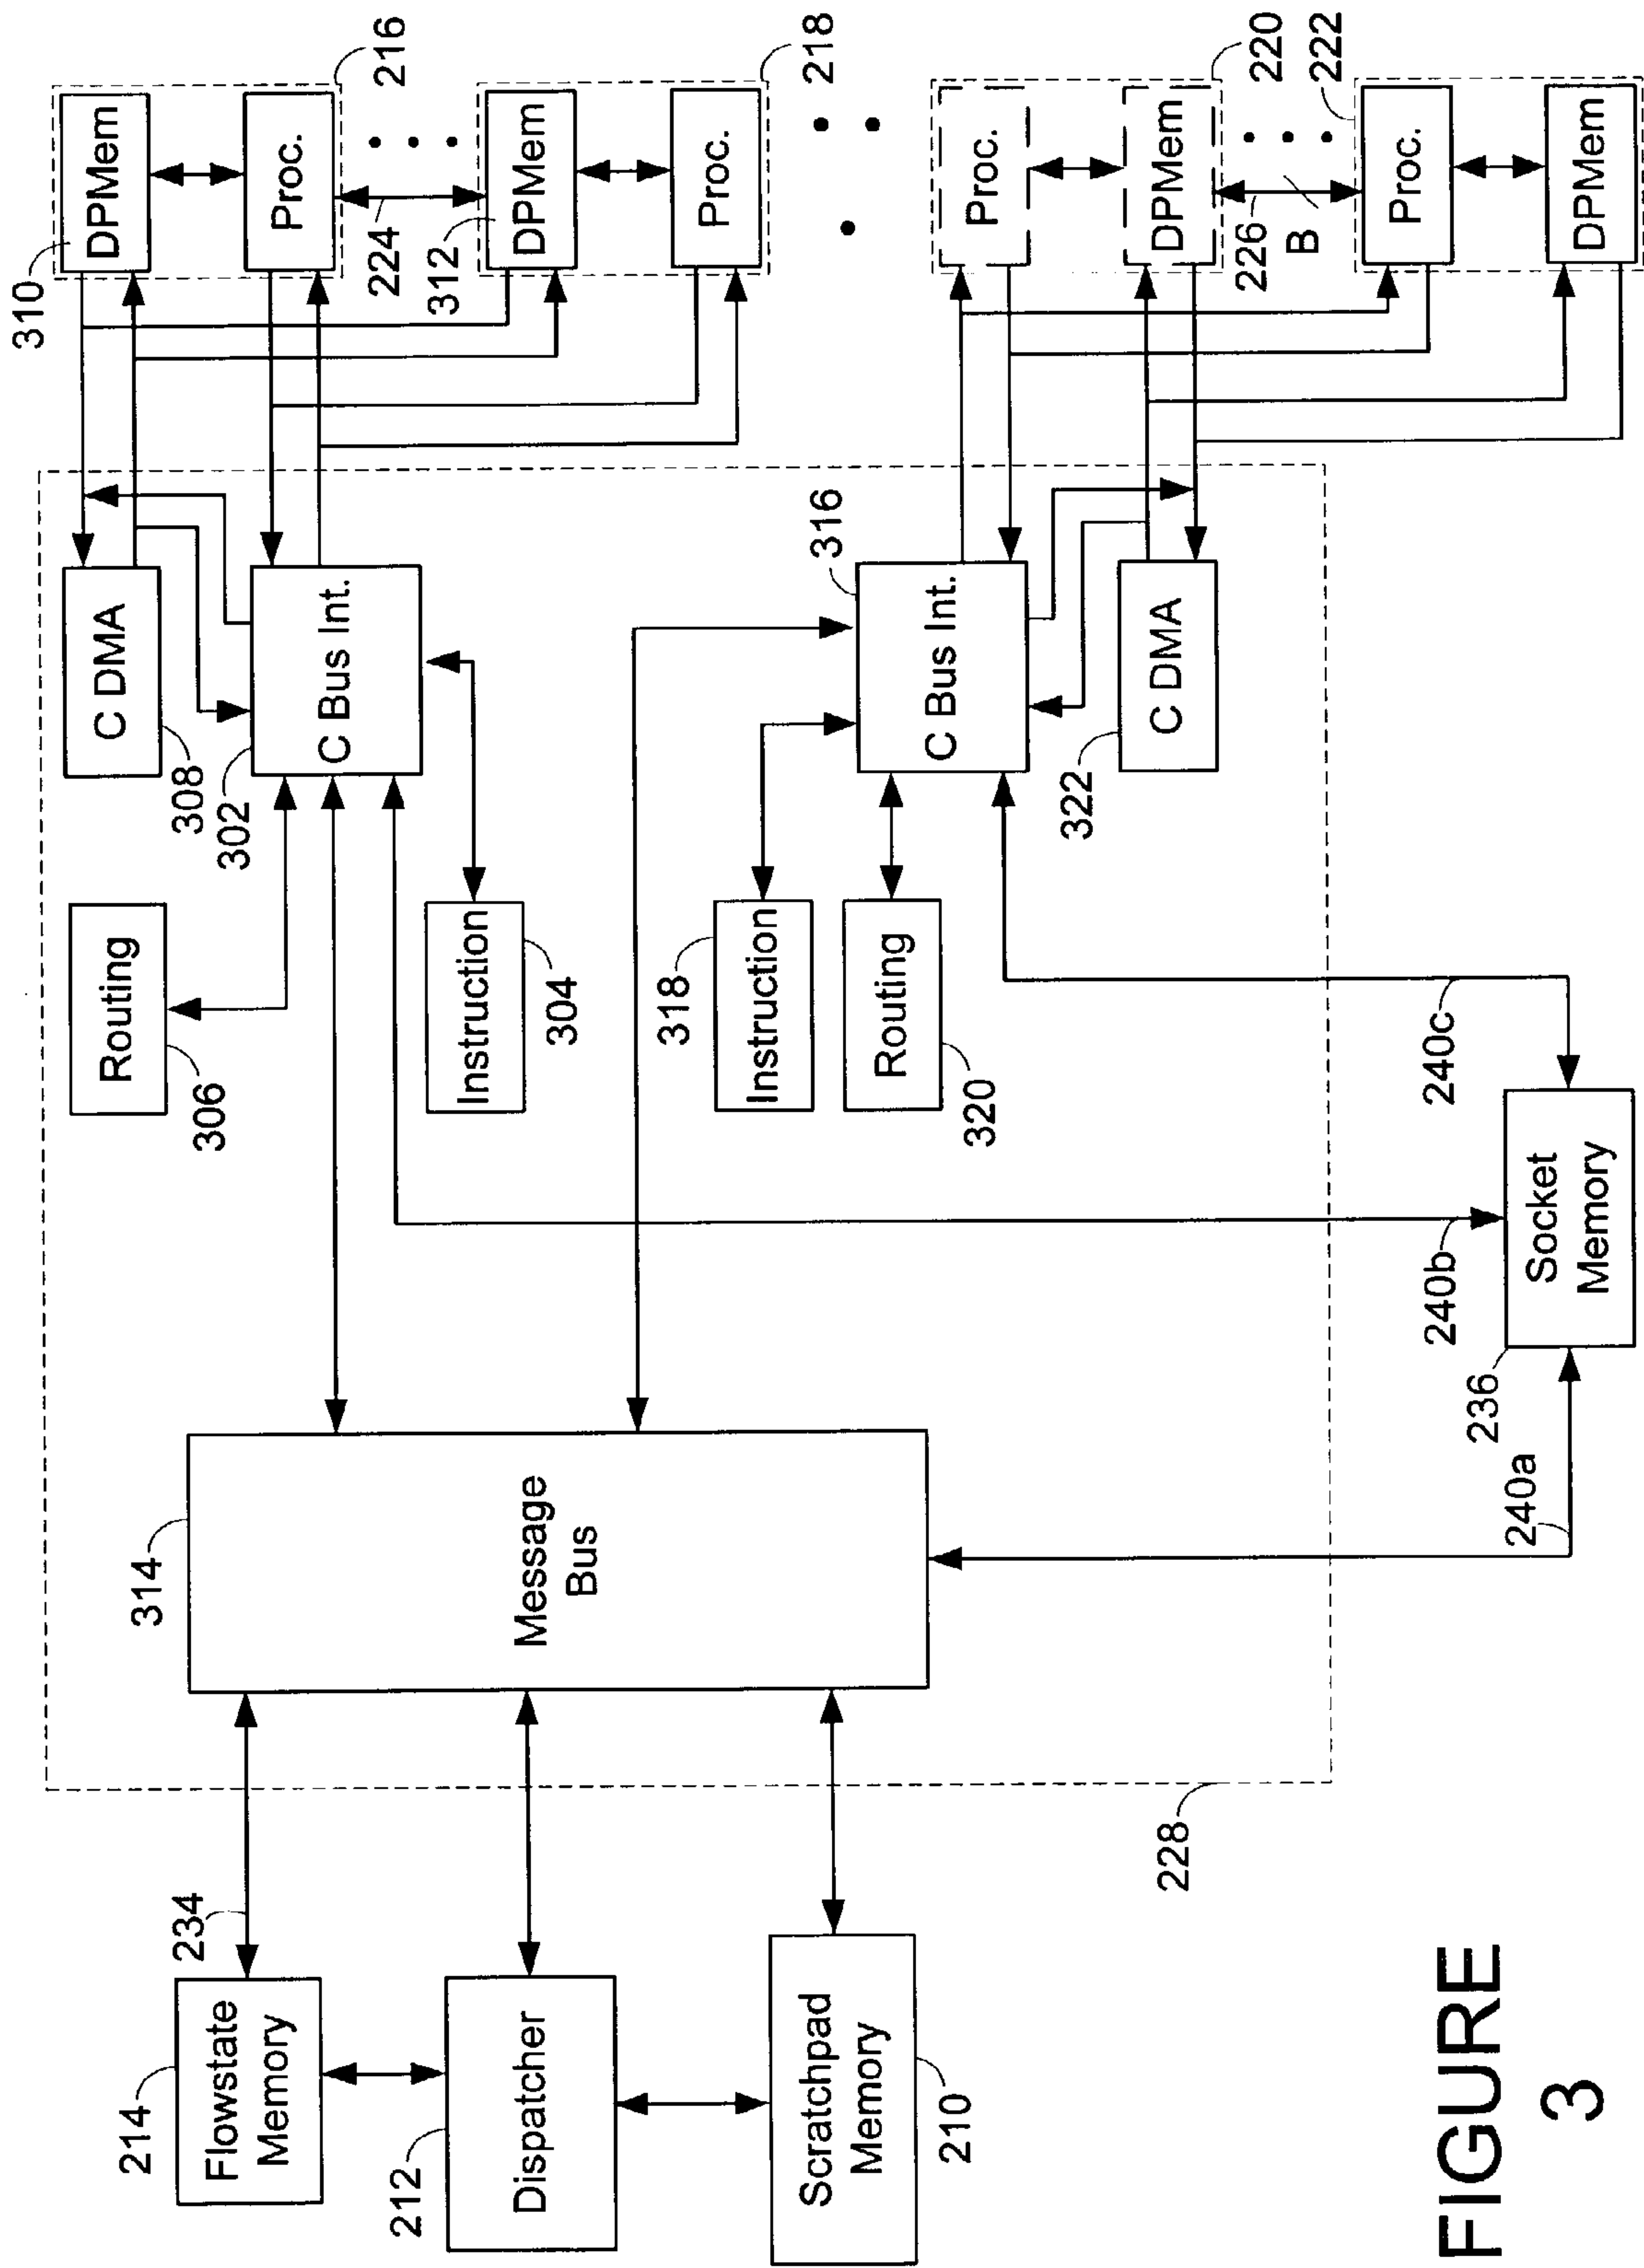 310
DPMem
216
Proc.
224
312
DPMem
218
Proc.
Proc.
220
DPMem
226
B
222
Proc.
DPMem
C DMA
308
302
C Bus Int.
316
C Bus Int.
322
C DMA
Routing
306
Instruction
304
318
Instruction
Routing
320
240c
240b
Socket
Memory
236
240a
314
Message
Bus
228
234
214
Flowstate
Memory
212
Dispatcher
Scratchpad
Memory
210
FIGURE
3